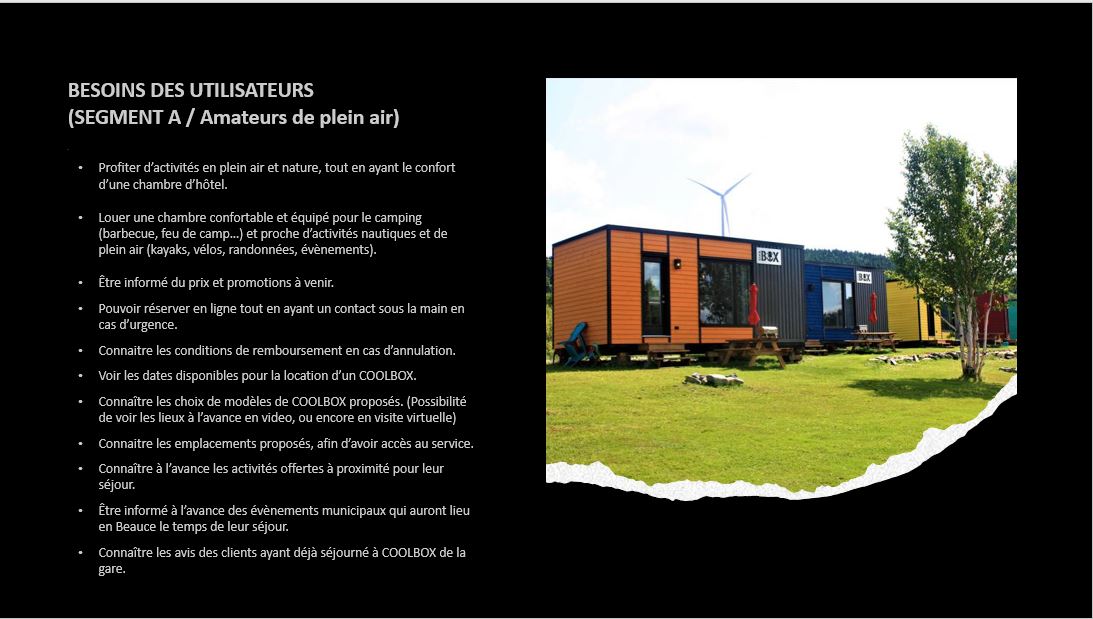 BESOINS DES UTILISATEURS
(SEGMENT A / Amateurs de plein air)
• Profiter d’activités en plein air et nature, tout en ayant le confort
d’une chambre d’hôtel.
• Louer une chambre confortable et équipé pour le camping
(barbecue, feu de camp…) et proche d’activités nautiques et de
plein air (kayaks, vélos, randonnées, évènements).
• Être informé du prix et promotions à venir.
• Pouvoir réserver en ligne tout en ayant un contact sous la main en
cas d’urgence.
• Connaitre les conditions de remboursement en cas d’annulation.
• Voir les dates disponibles pour la location d’un COOLBOX.
• Connaître les choix de modèles de COOLBOX proposés. (Possibilité
de voir les lieux à l’avance en video, ou encore en visite virtuelle)
• Connaitre les emplacements proposés, afin d’avoir accès au service.
• Connaître à l’avance les activités offertes à proximité pour leur
séjour.
• Être informé à l’avance des évènements municipaux qui auront lieu
en Beauce le temps de leur séjour.
• Connaître les avis des clients ayant déjà séjourné à COOLBOX de la
gare.
BOX
BOX